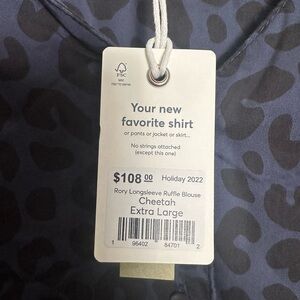 FSC
Your new
favorite shirt
or pants or jacket or skirt...
No strings attached
(except this one)
$108.00 Holiday 2022
Rory Longsleeve Ruffle Blouse
Cheetah
Extra Large
1 96402 84701 2